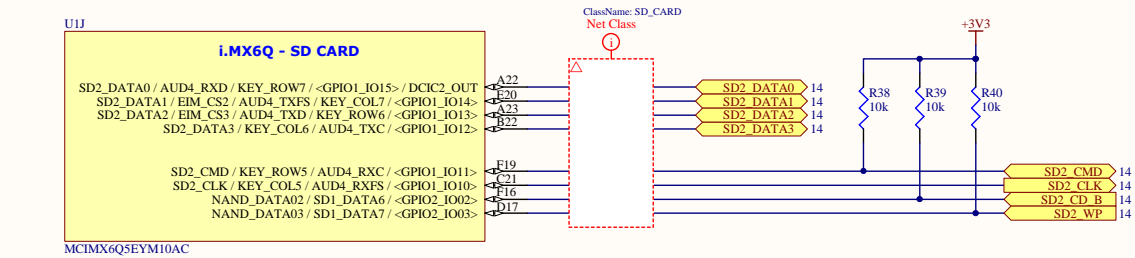 U1J
ClassName: SD_CARD
Net Class
i
+3V3
i.MX6Q - SD CARD
SD2_DATA0 / AUD4_RXD / KEY_ROW7 / <GPIO1_IO15> / DCIC2_OUT A22 SD2_DATA0 14
SD2_DATA1 / EIM_CS2 / AUD4_TXFS / KEY_COL7 / <GPIO1_IO14> E20 SD2_DATA1 14
SD2_DATA2 / EIM_CS3 / AUD4_TXD / KEY_ROW6 / <GPIO1_IO13> A23 SD2_DATA2 14
SD2_DATA3 / KEY_COL6 / AUD4_TXC / <GPIO1_IO12> B22 SD2_DATA3 14
R38 R39 R40
10k 10k 10k
SD2_CMD / KEY_ROW5 / AUD4_RXC / <GPIO1_IO11> F19 SD2_CMD 14
SD2_CLK / KEY_COL5 / AUD4_RXFS / <GPIO1_IO10> C21 SD2_CLK 14
NAND_DATA02 / SD1_DATA6 / <GPIO2_IO02> F16 SD2_CD_B 14
NAND_DATA03 / SD1_DATA7 / <GPIO2_IO03> D17 SD2_WP 14
MCIMX6Q5EYM10AC